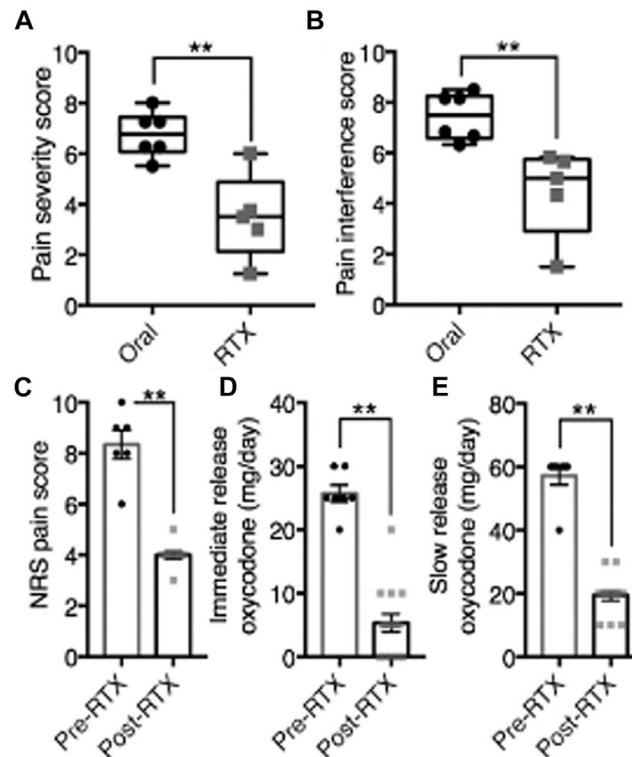 A
**
Pain severity score
10
8
6
4
2
0
Oral
RTX
B
**
Pain interference score
10
8
6
4
2
0
Oral
RTX
C
**
NRS pain score
10
8
6
4
2
0
Pre-RTX
Post-RTX
D
**
Immediate release
oxycodone (mg/day)
40
30
20
10
0
Pre-RTX
Post-RTX
E
**
Slow release
oxycodone (mg/day)
80
60
40
20
0
Pre-RTX
Post-RTX